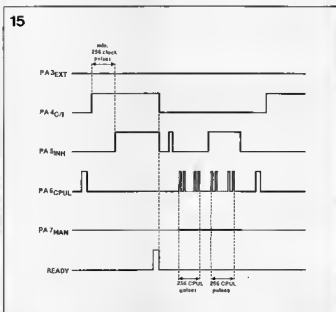 15
min.
256 clock
pulses
PA3EXT
PA4C/I
PA5INH
PA6CPUL
PA7MAN
256 CPUL
pulses
256 CPUL
pulses
READY